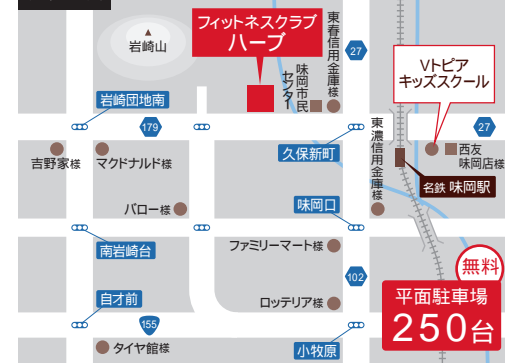 フィットネスクラブ
ハーブ
岩崎山
東春信用金庫様
27
味岡市民
センター
Vトピア
キッズスクール
岩崎団地南
179
久保新町
東濃信用金庫様
27
西友
味岡店様
吉野家様
マクドナルド様
名鉄 味岡駅
バロー様
味岡口
南岩崎台
ファミリーマート様
無料
自才前
102
ロッテリア様
平面駐車場
250台
155
タイヤ館様
小牧原